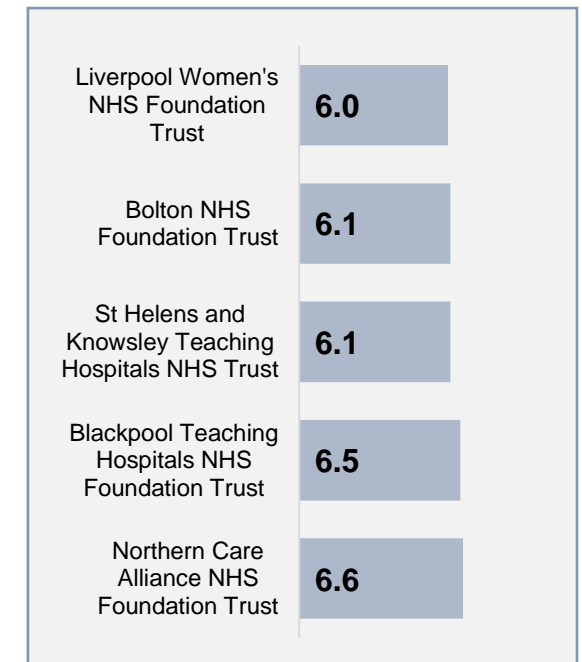 Liverpool Women's
NHS Foundation
Trust
6.0
Bolton NHS
Foundation Trust
6.1
St Helens and
Knowsley Teaching
Hospitals NHS Trust
6.1
Blackpool Teaching
Hospitals NHS
Foundation Trust
6.5
Northern Care
Alliance NHS
Foundation Trust
6.6